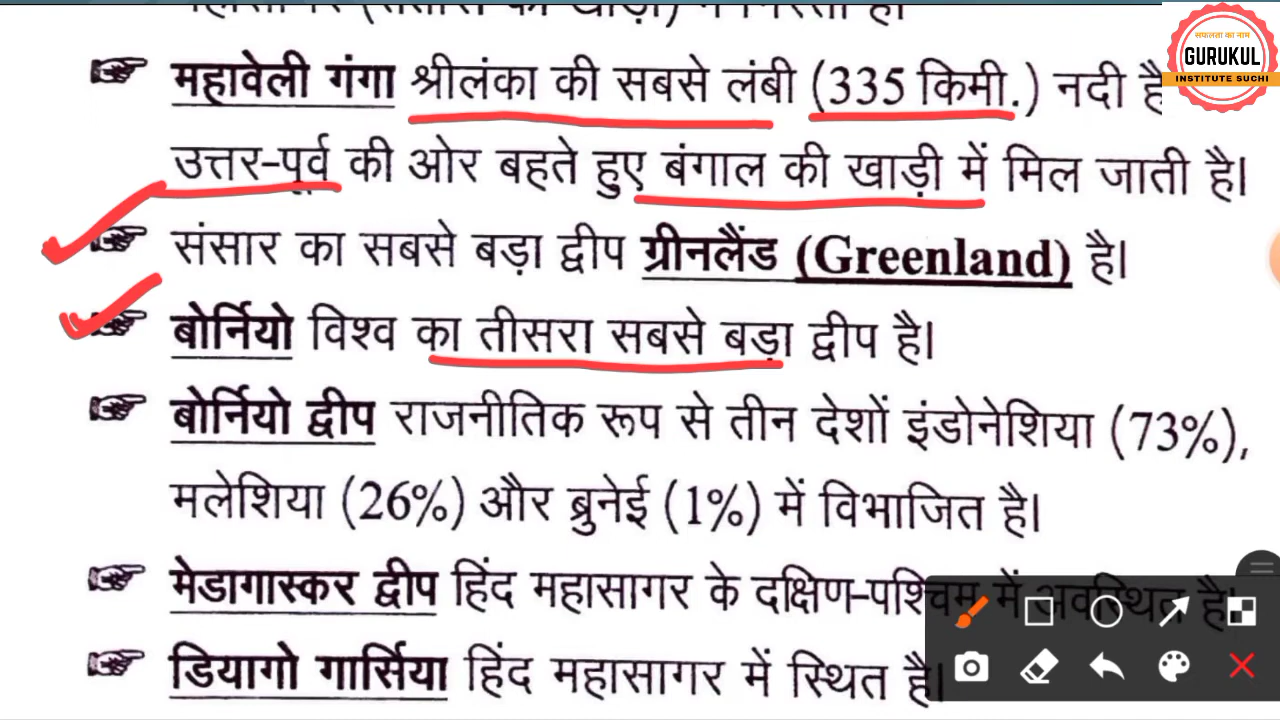 महावेली गंगा श्रीलंका की सबसे लंबी (335 किमी.) नदी है
उत्तर-पूर्व की ओर बहते हुए बंगाल की खाड़ी में मिल जाती है।
संसार का सबसे बड़ा द्वीप ग्रीनलैंड (Greenland) है।
बोर्नियो विश्व का तीसरा सबसे बड़ा द्वीप है।
बोर्नियो द्वीप राजनीतिक रूप से तीन देशों इंडोनेशिया (73%),
मलेशिया (26%) और ब्रुनेई (1%) में विभाजित है।
मेडागास्कर द्वीप हिंद महासागर के दक्षिण-पश्चिम में अवस्थित है।
डियागो गार्सिया हिंद महासागर में स्थित है।
सफलता का नाम
GURUKUL
INSTITUTE SUCHI